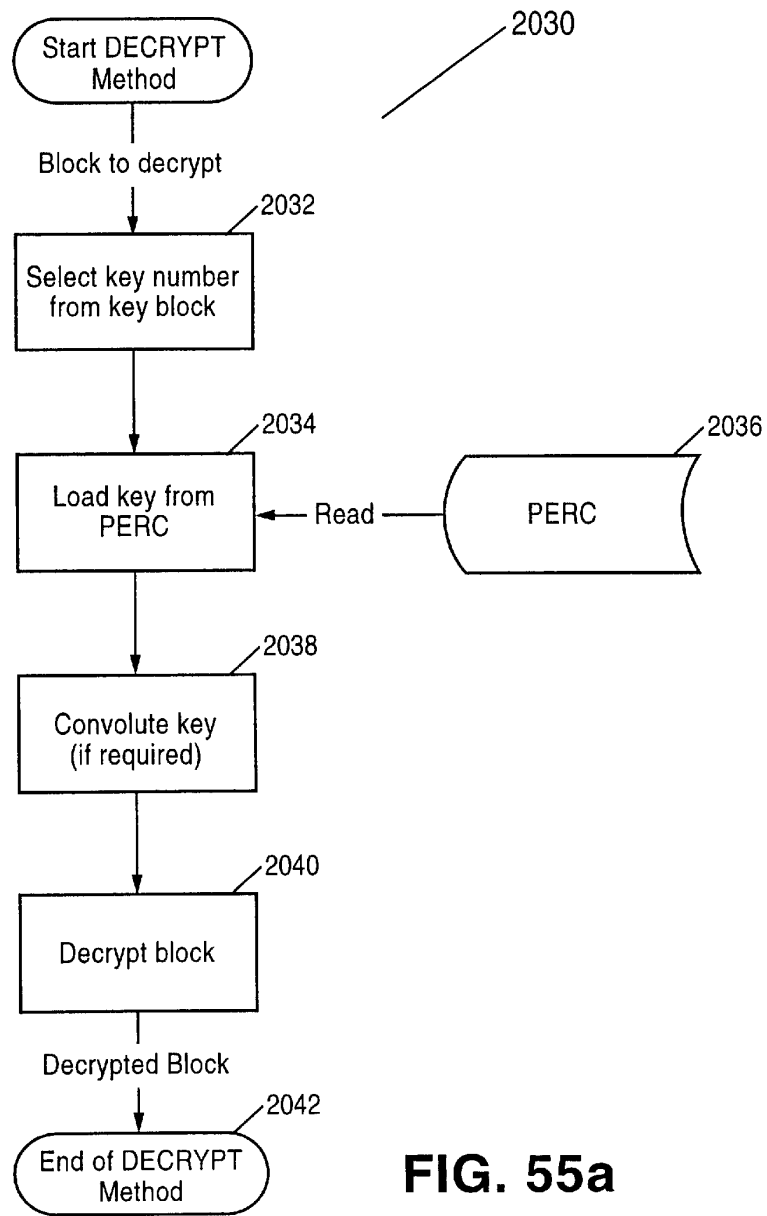 Start DECRYPT
Method
2030
Block to decrypt
2032
Select key number
from key block
2034
Load key from
PERC
Read
2036
PERC
2038
Convolute key
(if required)
2040
Decrypt block
Decrypted Block
2042
End of DECRYPT
Method
FIG. 55a